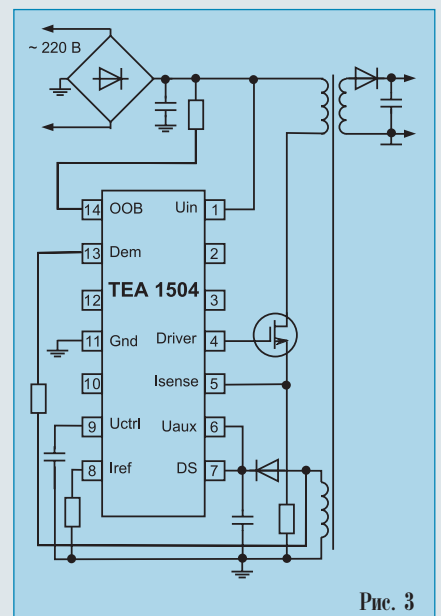 ~ 220 В
14 OOB Uin 1
13 Dem 2
TEA 1504
12 3
11 Gnd Driver 4
10 Isense 5
9 Uctrl Uaux 6
8 Iref DS 7
Рис. 3